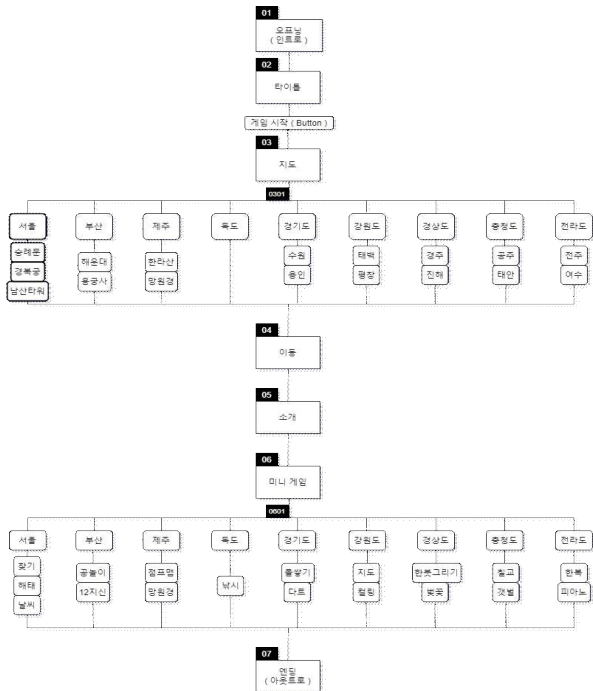 01
오프닝
( 인트로 )
02
타이틀
게임 시작 ( Button )
03
지도
0301
서울 부산 제주 독도 경기도 강원도 경상도 충청도 전라도
숭례문 해운대 한라산 수원 태백 경주 공주 전주
경복궁 용궁사 망원경 용인 평창 진해 태안 여수
남산타워
04
이동
05
소개
06
미니 게임
0601
서울 부산 제주 독도 경기도 강원도 경상도 충청도 전라도
찾기 공놀이 점프맵 낚시 돌쌓기 지도 한붓그리기 칠교 한복
해태 12지신 망원경 다트 컬링 벚꽃 갯벌 피아노
날씨
07
엔딩
( 아웃트로 )